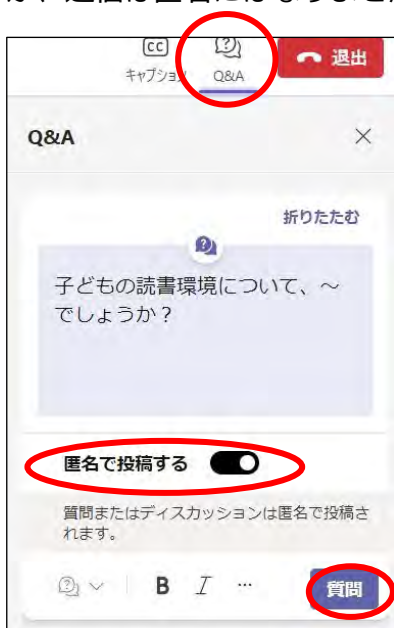 キャプション
Q&A
退出
Q&A
折りたたむ
子どもの読書環境について、～
でしょうか？
匿名で投稿する
質問またはディスカッションは匿名で投稿さ
れます。
B I …
質問